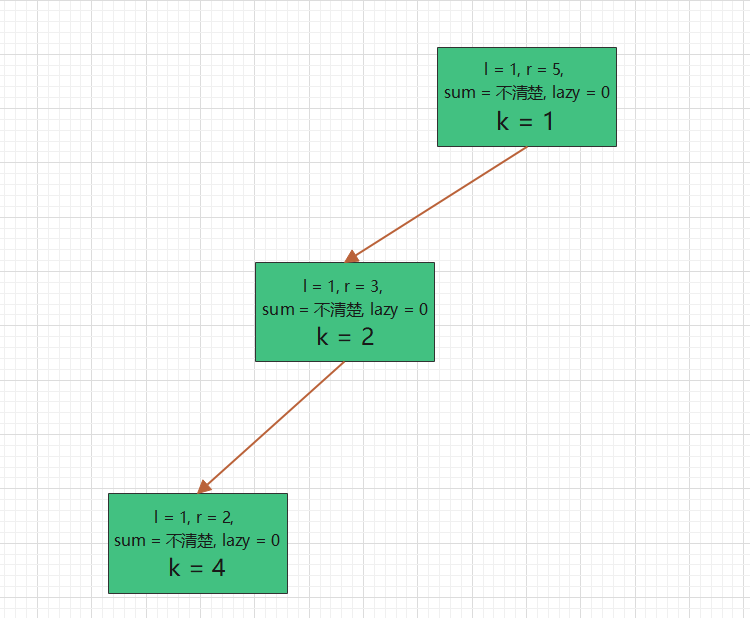 l = 1, r = 5,
sum = 不清楚, lazy = 0
k = 1
l = 1, r = 3,
sum = 不清楚, lazy = 0
k = 2
l = 1, r = 2,
sum = 不清楚, lazy = 0
k = 4